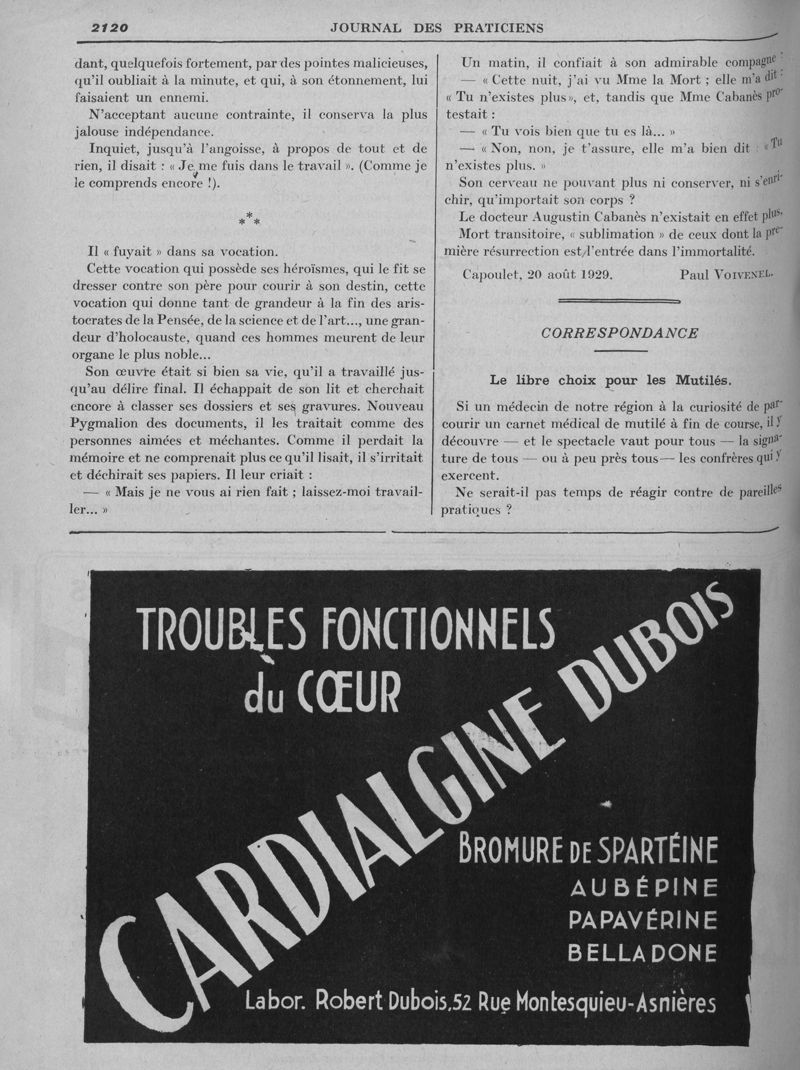 2120
JOURNAL DES PRATICIENS
dant, quelquefois fortement, par des pointes malicieuses,
qu'il oubliait à la minute, et qui, à son étonnement, lui
faisaient un ennemi.
N'acceptant aucune contrainte, il conserva la plus
jalouse indépendance.
Inquiet, jusqu'à l'angoisse, à propos de tout et de
rien, il disait : « Je me fuis dans le travail ». (Comme je
le comprends encore !).
***
Il « fuyait » dans sa vocation.
Cette vocation qui possède ses héroïsmes, qui le fit se
dresser contre son père pour courir à son destin, cette
vocation qui donne tant de grandeur à la fin des aris-
tocrates de la Pensée, de la science et de l'art..., une gran-
deur d'holocauste, quand ces hommes meurent de leur
organe le plus noble...
Son œuvre était si bien sa vie, qu'il a travaillé jus-
qu'au délire final. Il échappait de son lit et cherchait
encore à classer ses dossiers et ses gravures. Nouveau
Pygmalion des documents, il les traitait comme des
personnes aimées et méchantes. Comme il perdait la
mémoire et ne comprenait plus ce qu'il lisait, il s'irritait
et déchirait ses papiers. Il leur criait :
— « Mais je ne vous ai rien fait ; laissez-moi travail-
ler... »
Un matin, il confiait à son admirable compagne :
— « Cette nuit, j'ai vu Mme la Mort ; elle m'a dit :
« Tu n'existes plus », et, tandis que Mme Cabanès pro-
testait :
— « Tu vois bien que tu es là... »
— « Non, non, je t'assure, elle m'a bien dit : « Tu
n'existes plus. »
Son cerveau ne pouvant plus ni conserver, ni s'enri-
chir, qu'importait son corps ?
Le docteur Augustin Cabanès n'existait en effet plus.
Mort transitoire, « sublimation » de ceux dont la pre-
mière résurrection est l'entrée dans l'immortalité.
Capoulet, 20 août 1929. Paul VOIVENEL.
CORRESPONDANCE
Le libre choix pour les Mutilés.
Si un médecin de notre région à la curiosité de par-
courir un carnet médical de mutilé à fin de course, il y
découvre — et le spectacle vaut pour tous — la signa-
ture de tous — ou à peu près tous — les confrères qui y
exercent.
Ne serait-il pas temps de réagir contre de pareilles
pratiques ?
TROUBLES FONCTIONNELS
du CŒUR
CARDIALGINE DUBOIS
BROMURE DE SPARTÉINE
AUBÉPINE
PAPAVÉRINE
BELLADONE
Labor. Robert Dubois, 52 Rue Montesquieu-Asnières